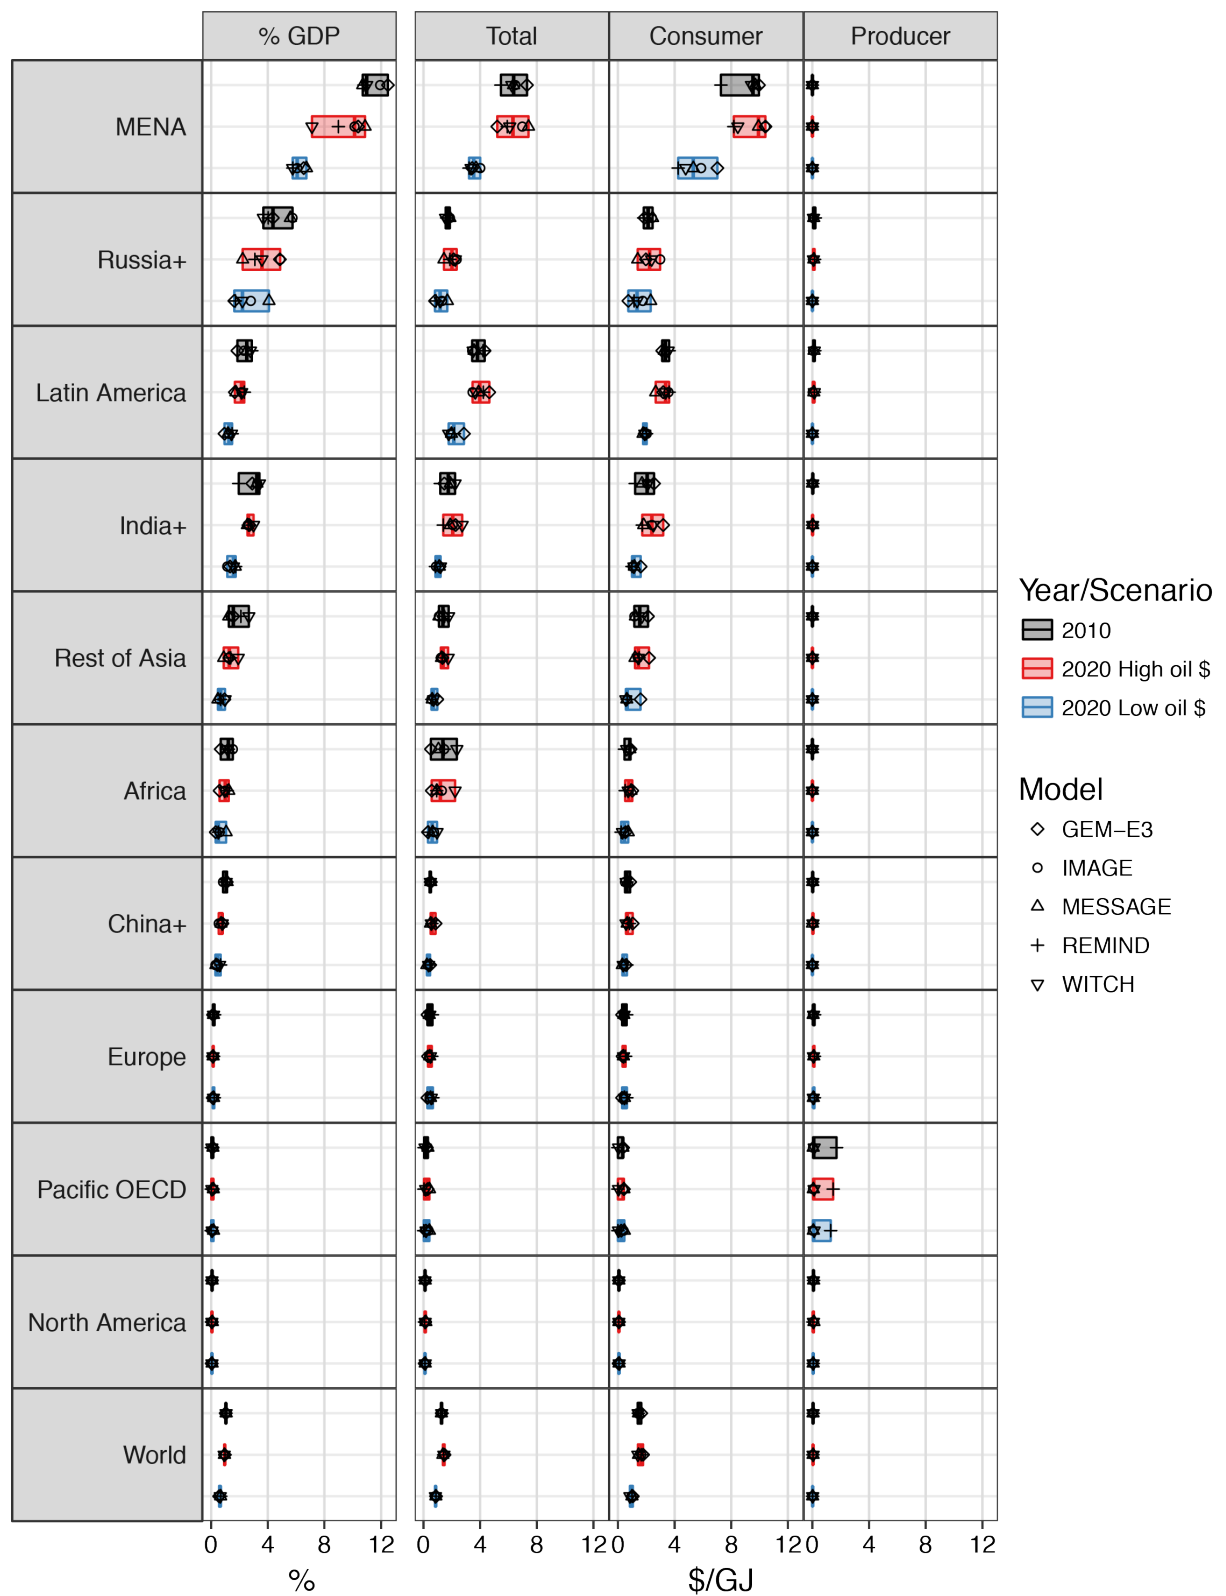 % GDP Total Consumer Producer
MENA
Russia+
Latin America
India+
Rest of Asia
Africa
China+
Europe
Pacific OECD
North America
World
0 4 8 12 0 4 8 12 0 4 8 12 0 4 8 12
% $/GJ
Year/Scenario
2010
2020 High oil $
2020 Low oil $
Model
GEM−E3
IMAGE
MESSAGE
REMIND
WITCH